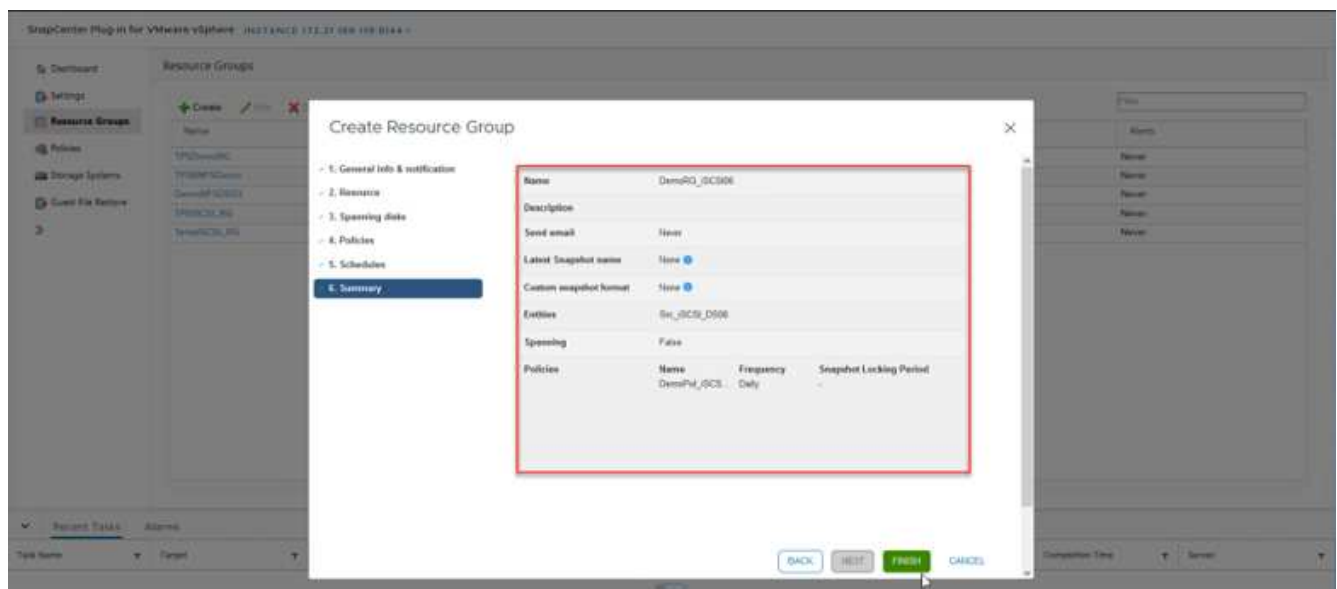 SnapCenter Plug-in for VMware vSphere INSTANCE
Dashboard
Settings
Resource Groups
Policies
Storage Systems
Guest File Restore
Resource Groups
Create
Name
Alerts
Never
Never
Never
Never
Never
Create Resource Group
1. General info & notification
2. Resource
3. Spanning disks
4. Policies
5. Schedules
6. Summary
Name DemoRG_iSCSI06
Description
Send email Never
Latest Snapshot name None
Custom snapshot format None
Entities Src_iSCSI_DS06
Spanning False
Policies Name Frequency Snapshot Locking Period
DemoPol_iSCS... Daily -
BACK NEXT FINISH CANCEL
Recent Tasks Alarms
Task Name Target Completion Time Server